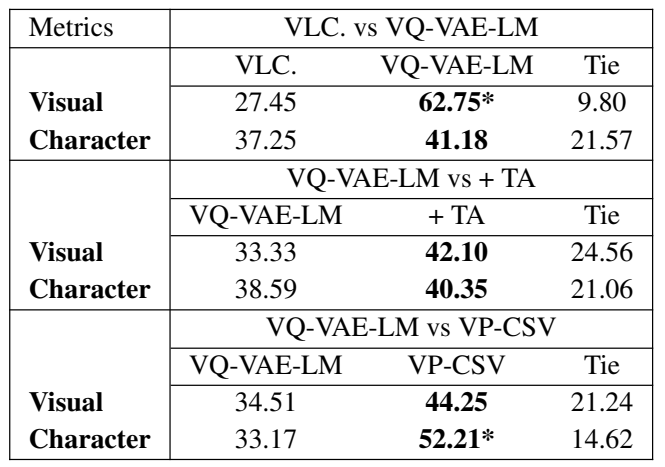 Metrics VLC. vs VQ-VAE-LM
VLC. VQ-VAE-LM Tie
Visual 27.45 62.75* 9.80
Character 37.25 41.18 21.57
VQ-VAE-LM vs + TA
VQ-VAE-LM + TA Tie
Visual 33.33 42.10 24.56
Character 38.59 40.35 21.06
VQ-VAE-LM vs VP-CSV
VQ-VAE-LM VP-CSV Tie
Visual 34.51 44.25 21.24
Character 33.17 52.21* 14.62